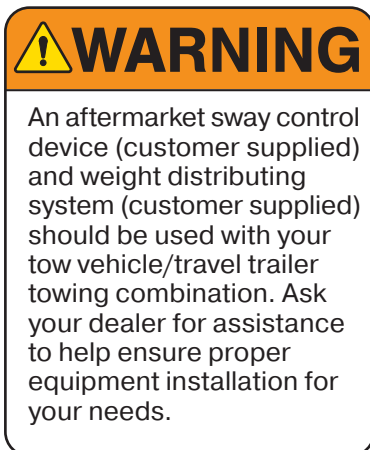 WARNING
An aftermarket sway control
device (customer supplied)
and weight distributing
system (customer supplied)
should be used with your
tow vehicle/travel trailer
towing combination. Ask
your dealer for assistance
to help ensure proper
equipment installation for
your needs.